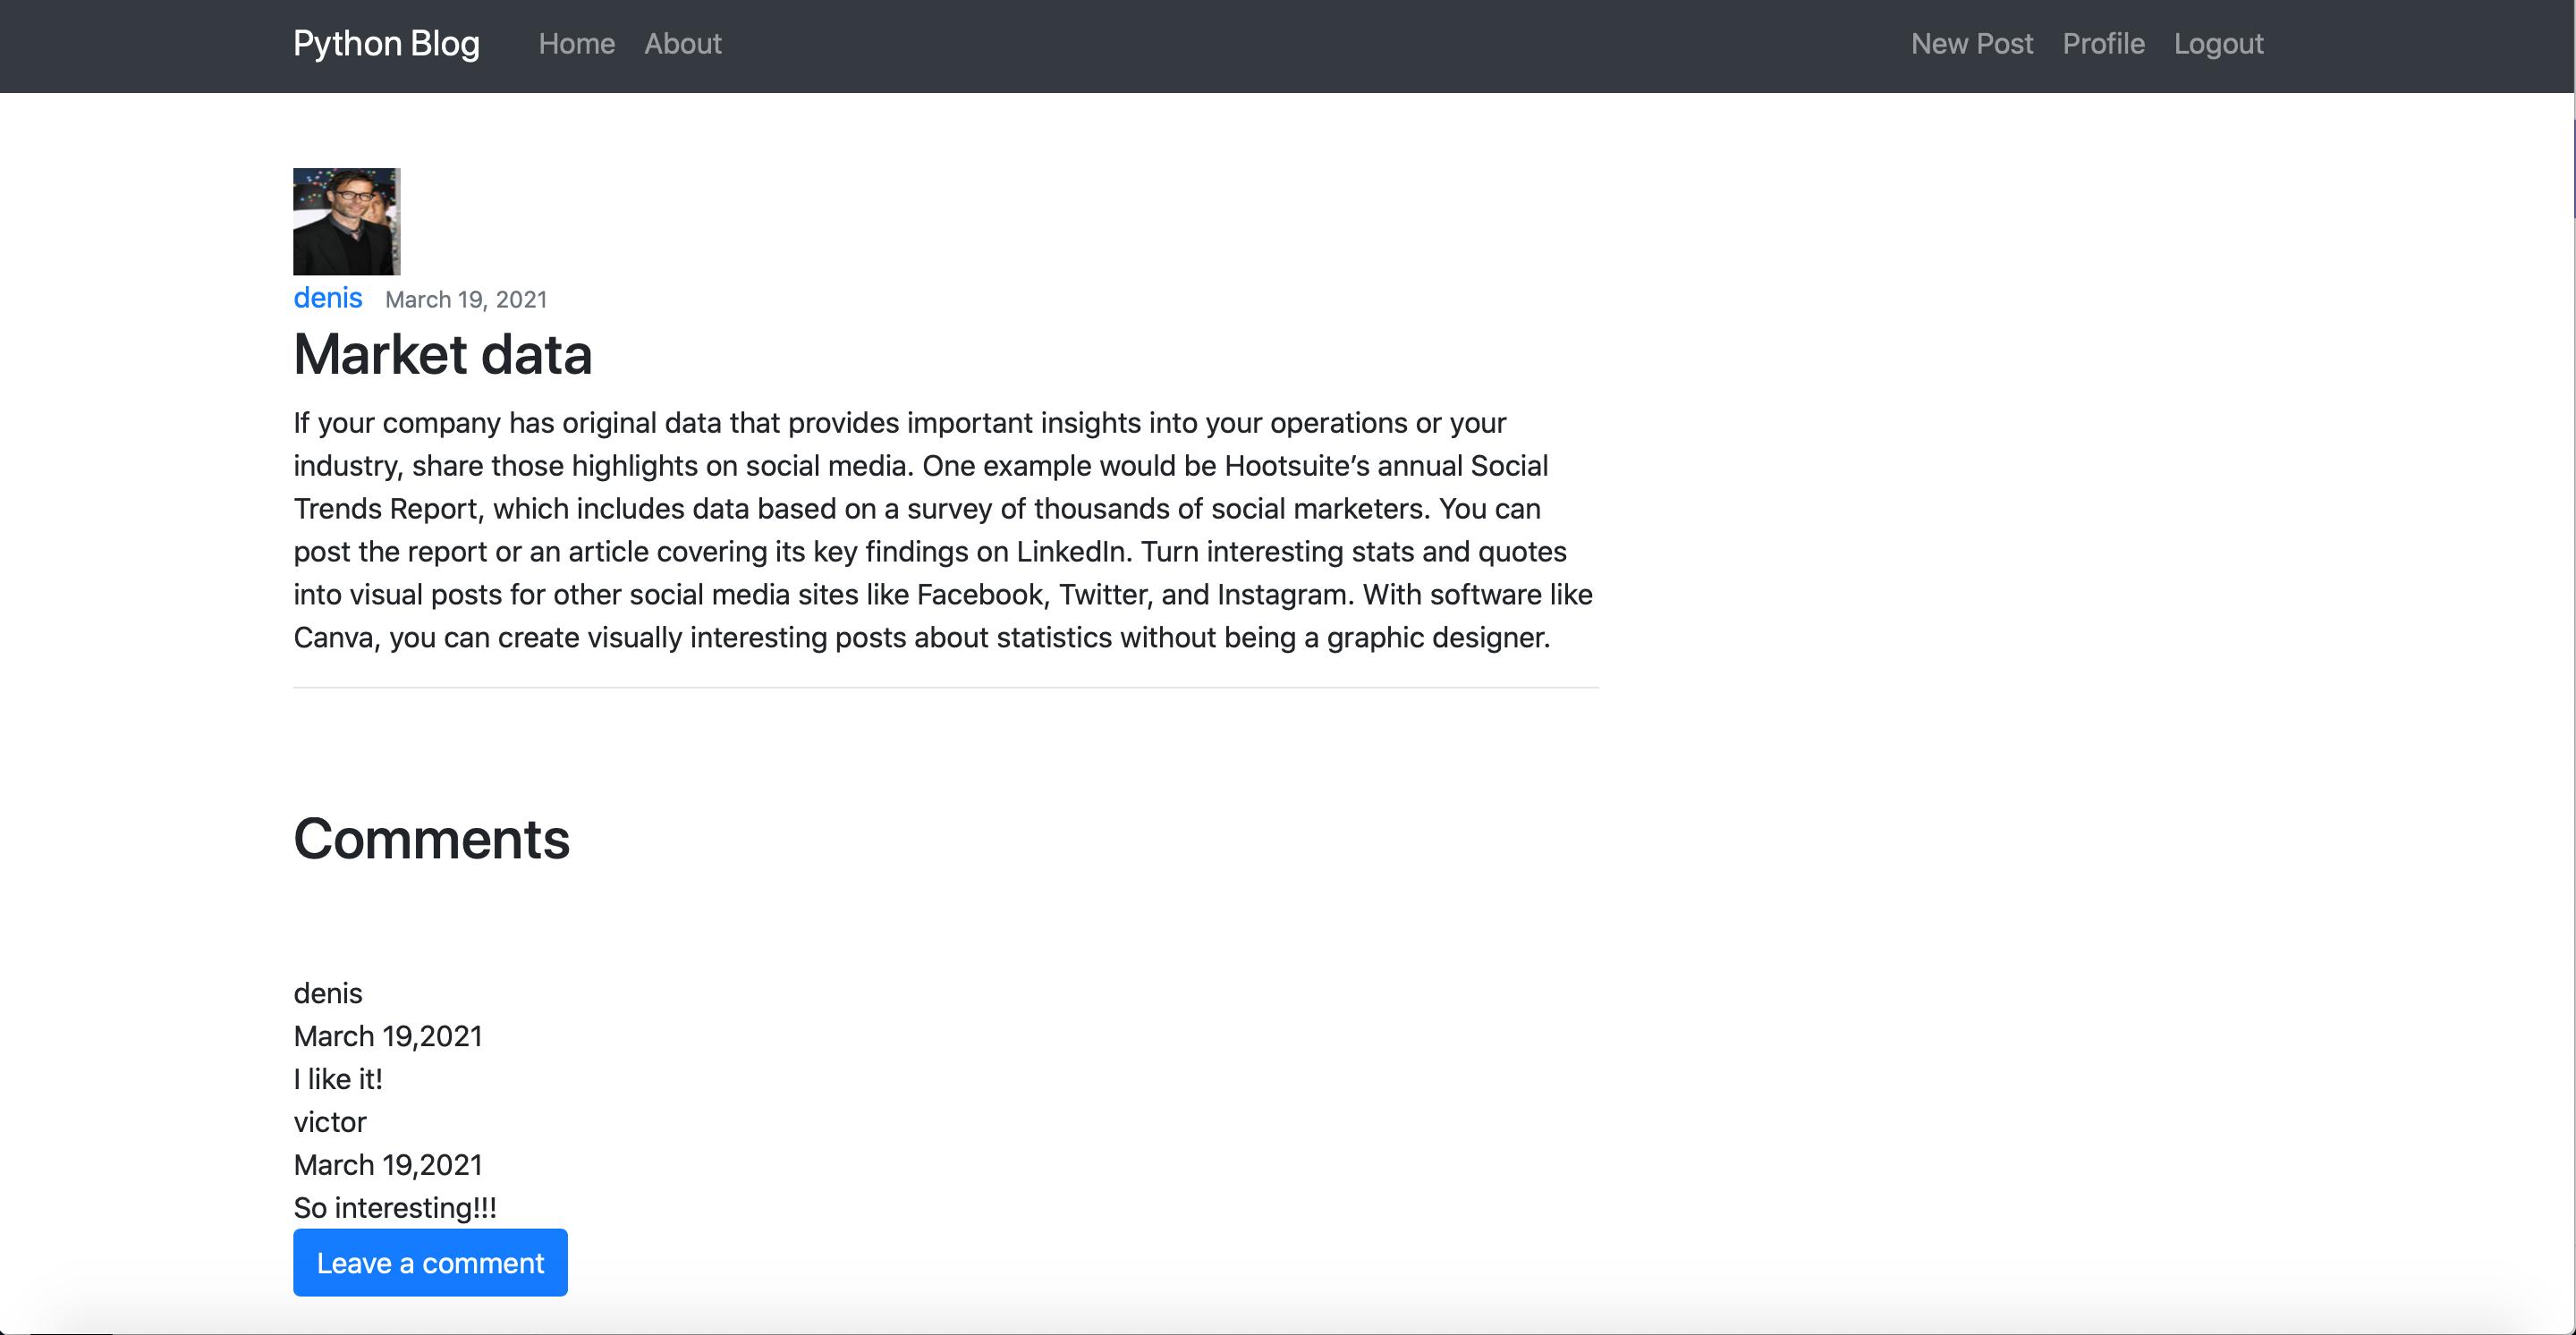 Python Blog Home About New Post Profile Logout
denis March 19, 2021
Market data
If your company has original data that provides important insights into your operations or your
industry, share those highlights on social media. One example would be Hootsuite’s annual Social
Trends Report, which includes data based on a survey of thousands of social marketers. You can
post the report or an article covering its key findings on LinkedIn. Turn interesting stats and quotes
into visual posts for other social media sites like Facebook, Twitter, and Instagram. With software like
Canva, you can create visually interesting posts about statistics without being a graphic designer.
Comments
denis
March 19,2021
I like it!
victor
March 19,2021
So interesting!!!
Leave a comment